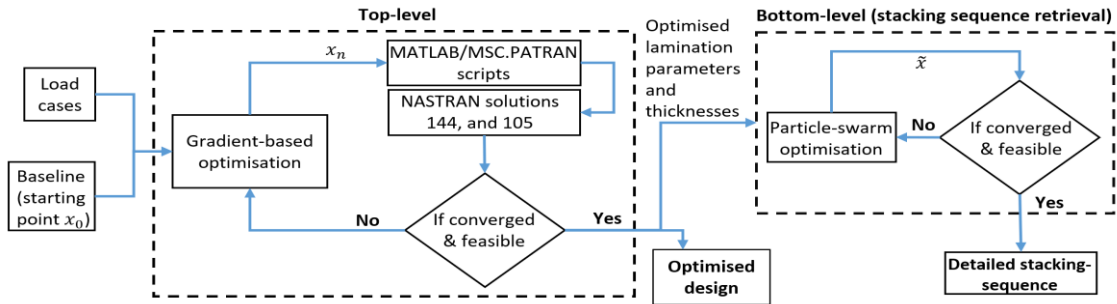 Top-level
Load
cases
Baseline
(starting
point x₀)
Gradient-based
optimisation
xₙ
MATLAB/MSC.PATRAN
scripts
NASTRAN solutions
144, and 105
If converged
& feasible
No
Yes
Optimised
design
Optimised
lamination
parameters
and
thicknesses
Bottom-level (stacking sequence retrieval)
x̃
Particle-swarm
optimisation
No
If converged
& feasible
Yes
Detailed stacking-
sequence